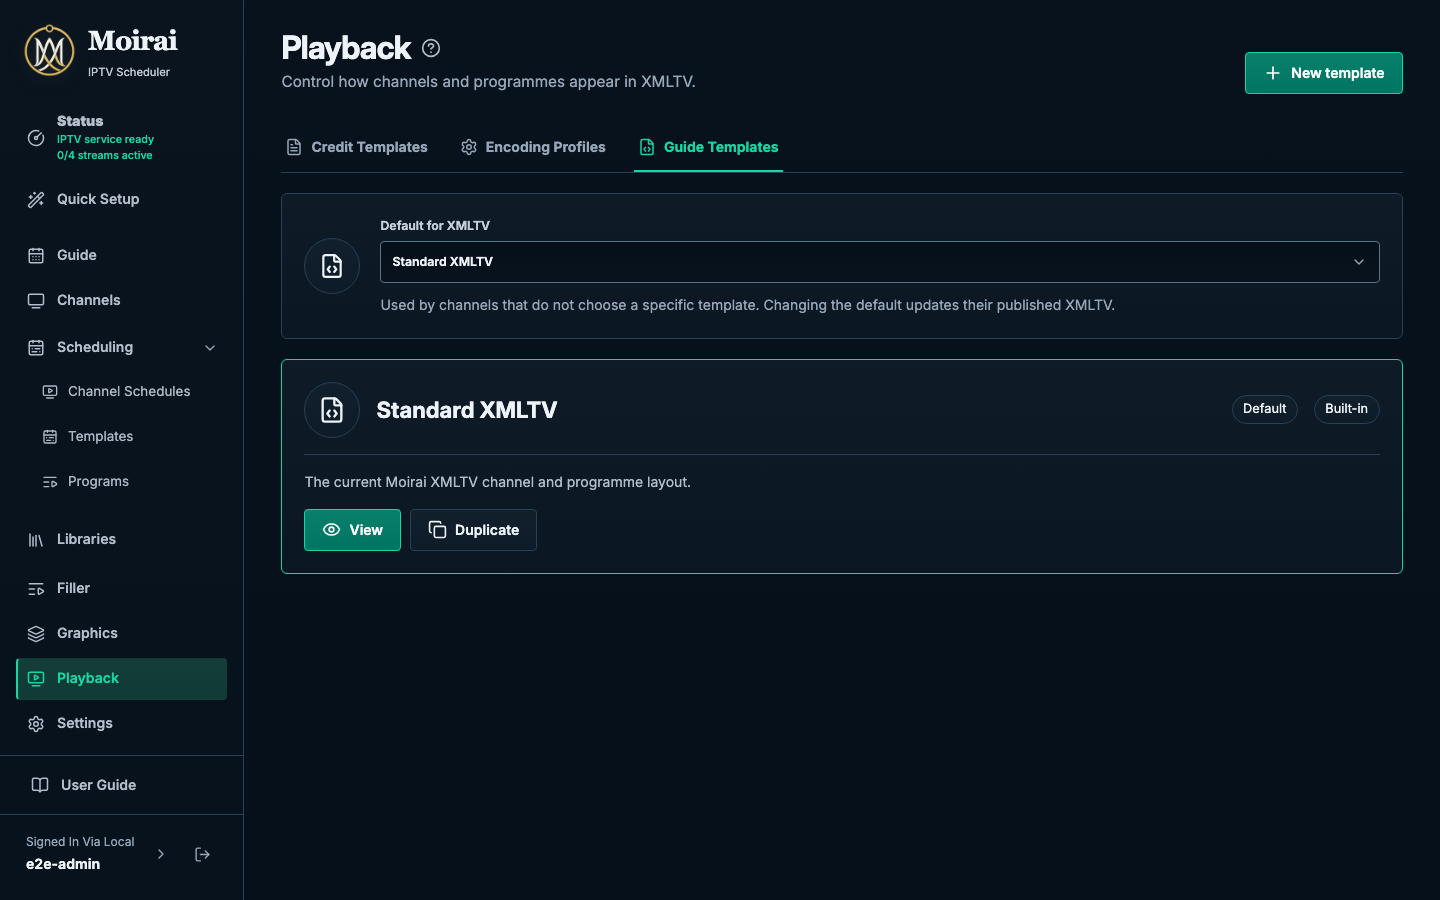 Moirai
IPTV Scheduler
Status
IPTV service ready
0/4 streams active
Quick Setup
Guide
Channels
Scheduling
Channel Schedules
Templates
Programs
Libraries
Filler
Graphics
Playback
Settings
User Guide
Signed In Via Local
e2e-admin
Playback
Control how channels and programmes appear in XMLTV.
New template
Credit Templates
Encoding Profiles
Guide Templates
Default for XMLTV
Standard XMLTV
Used by channels that do not choose a specific template. Changing the default updates their published XMLTV.
Standard XMLTV
Default
Built-in
The current Moirai XMLTV channel and programme layout.
View
Duplicate